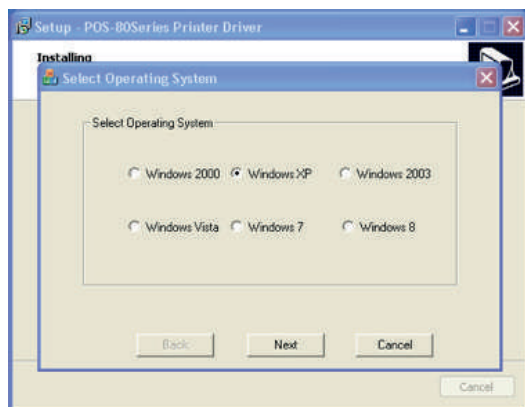 Setup - POS-80Series Printer Driver
Installing
Select Operating System
Select Operating System
Windows 2000 Windows XP Windows 2003
Windows Vista Windows 7 Windows 8
Back Next Cancel
Cancel